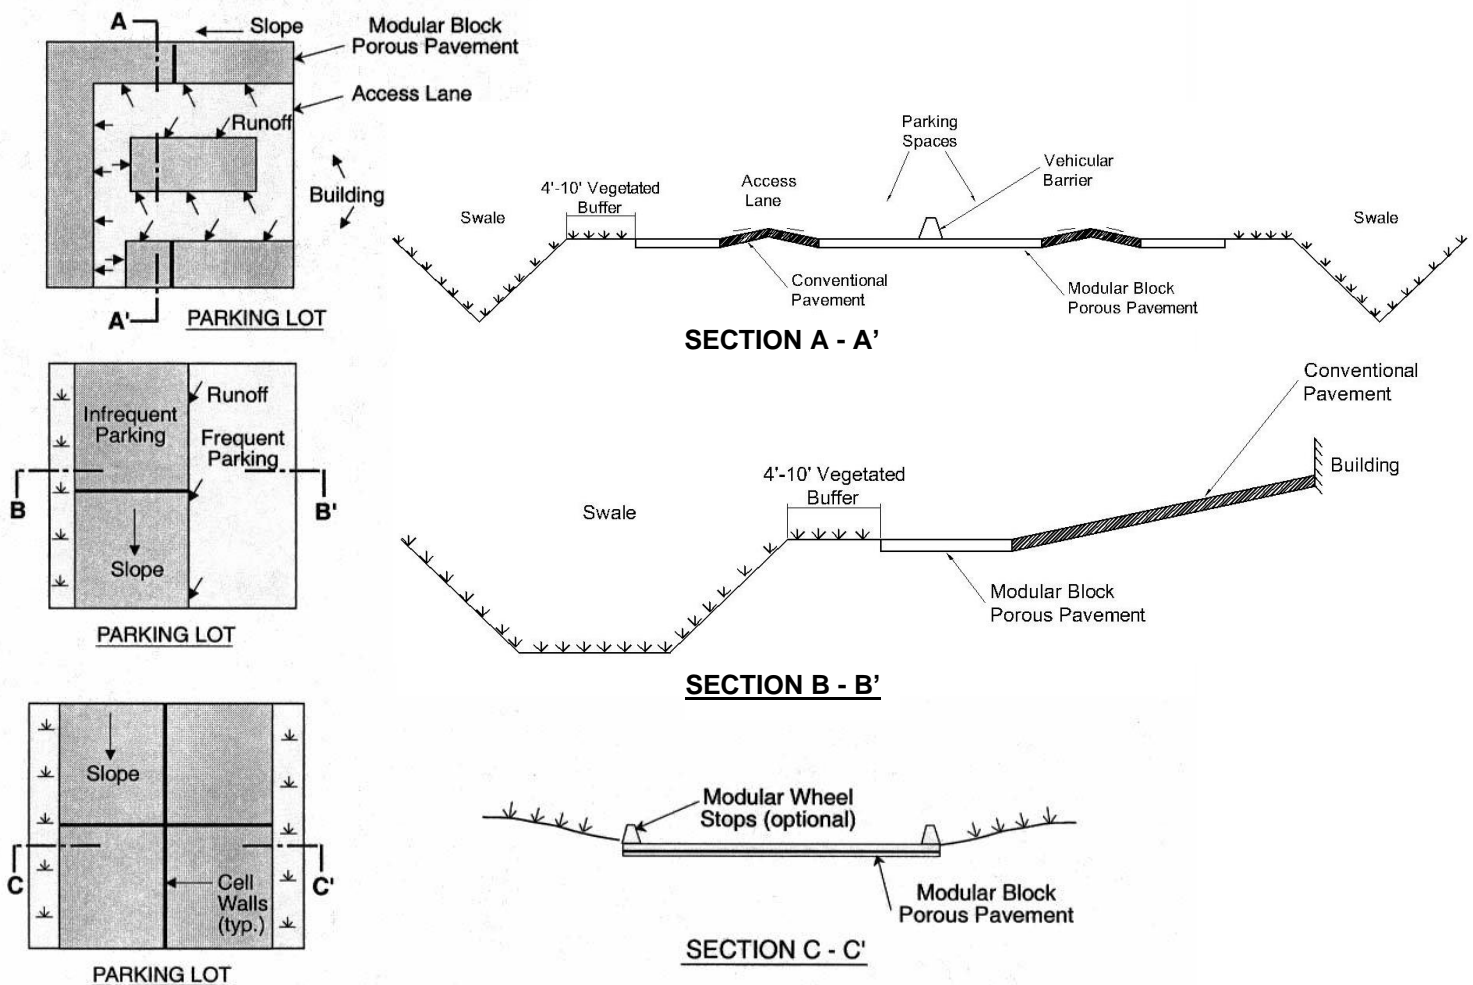 A
Slope
Modular Block
Porous Pavement
Access Lane
Runoff
Building
A'
PARKING LOT
Parking
Spaces
Vehicular
Barrier
Access
Lane
4'-10' Vegetated
Buffer
Swale
Swale
Conventional
Pavement
Modular Block
Porous Pavement
SECTION A - A’
Runoff
Infrequent
Parking
Frequent
Parking
B
B'
Slope
PARKING LOT
Conventional
Pavement
Building
4'-10' Vegetated
Buffer
Swale
Modular Block
Porous Pavement
SECTION B - B’
Slope
C
C'
Cell
Walls
(typ.)
PARKING LOT
Modular Wheel
Stops (optional)
Modular Block
Porous Pavement
SECTION C - C'